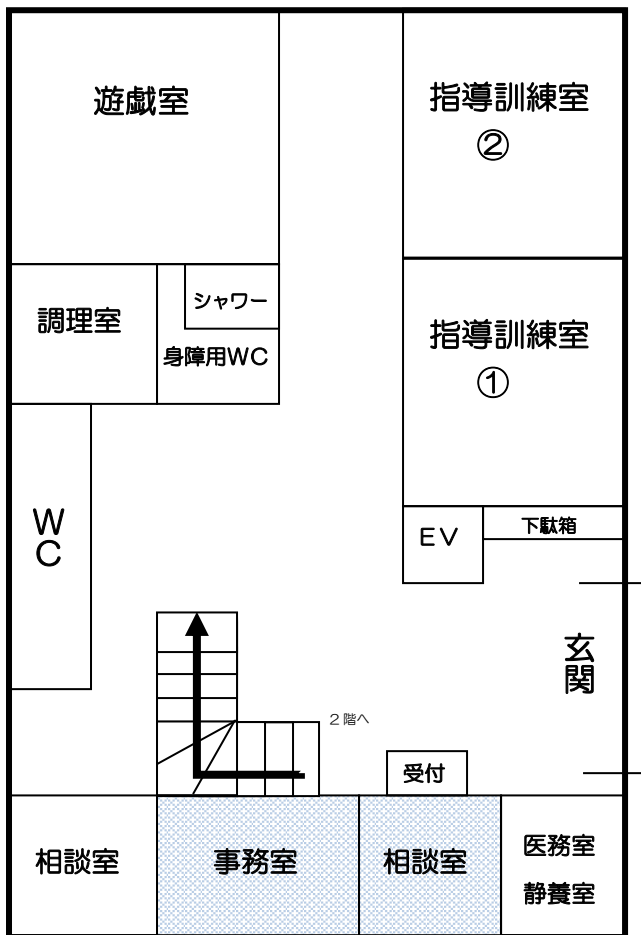 遊戯室
指導訓練室
②
調理室
シャワー
身障用WC
指導訓練室
①
WC
EV
下駄箱
玄関
2階へ
受付
相談室
事務室
相談室
医務室
静養室